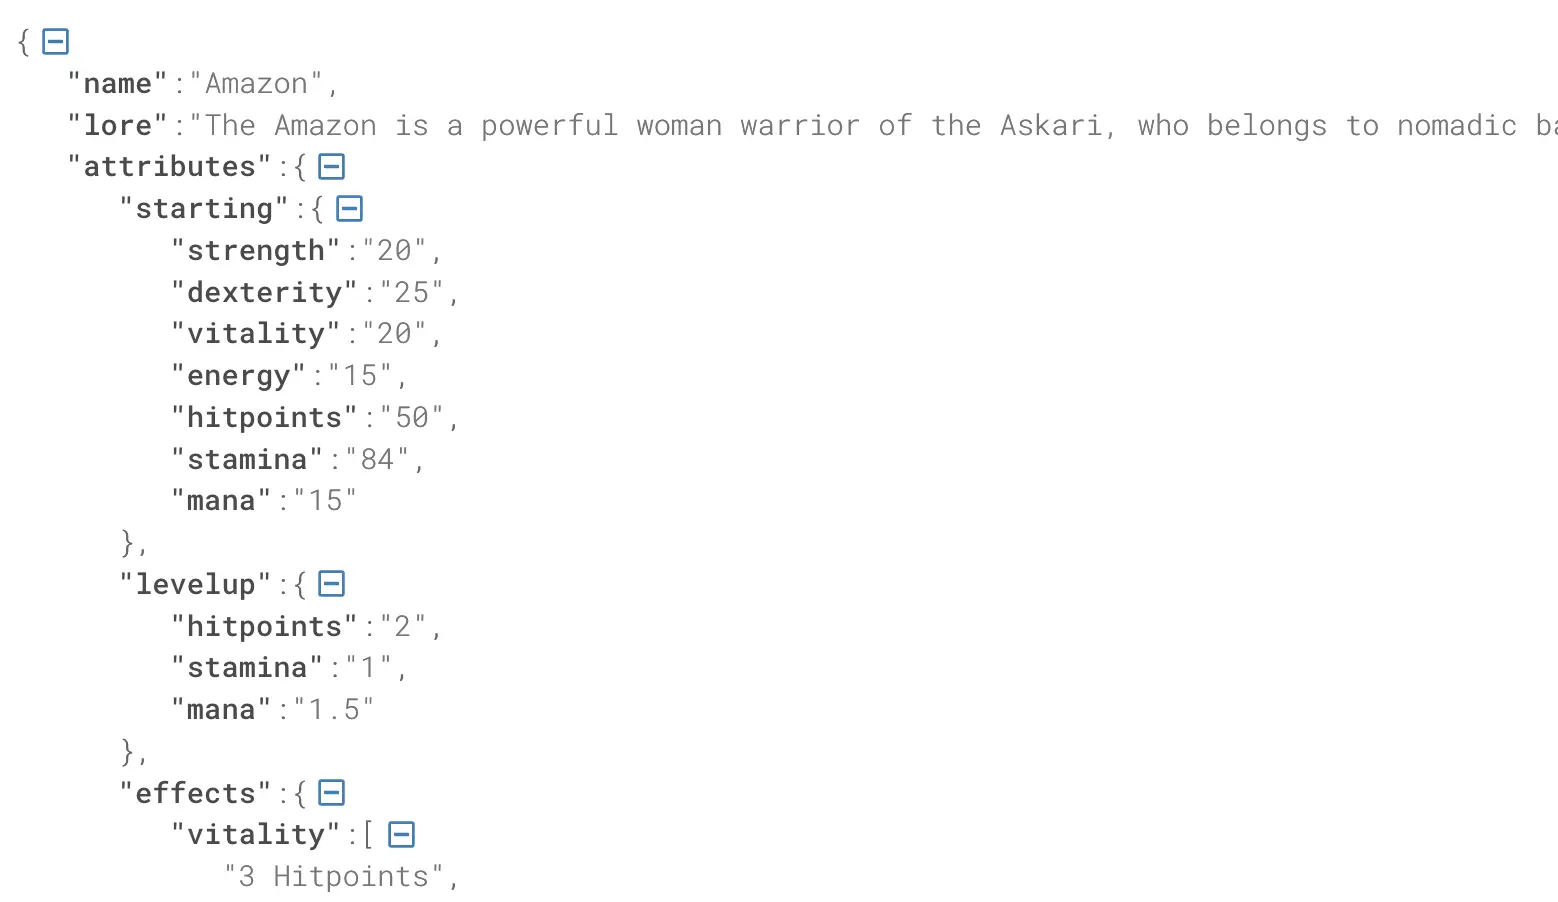 {
"name":"Amazon",
"lore":"The Amazon is a powerful woman warrior of the Askari, who belongs to nomadic
"attributes":{
"starting":{
"strength":"20",
"dexterity":"25",
"vitality":"20",
"energy":"15",
"hitpoints":"50",
"stamina":"84",
"mana":"15"
},
"levelup":{
"hitpoints":"2",
"stamina":"1",
"mana":"1.5"
},
"effects":{
"vitality":[
"3 Hitpoints",